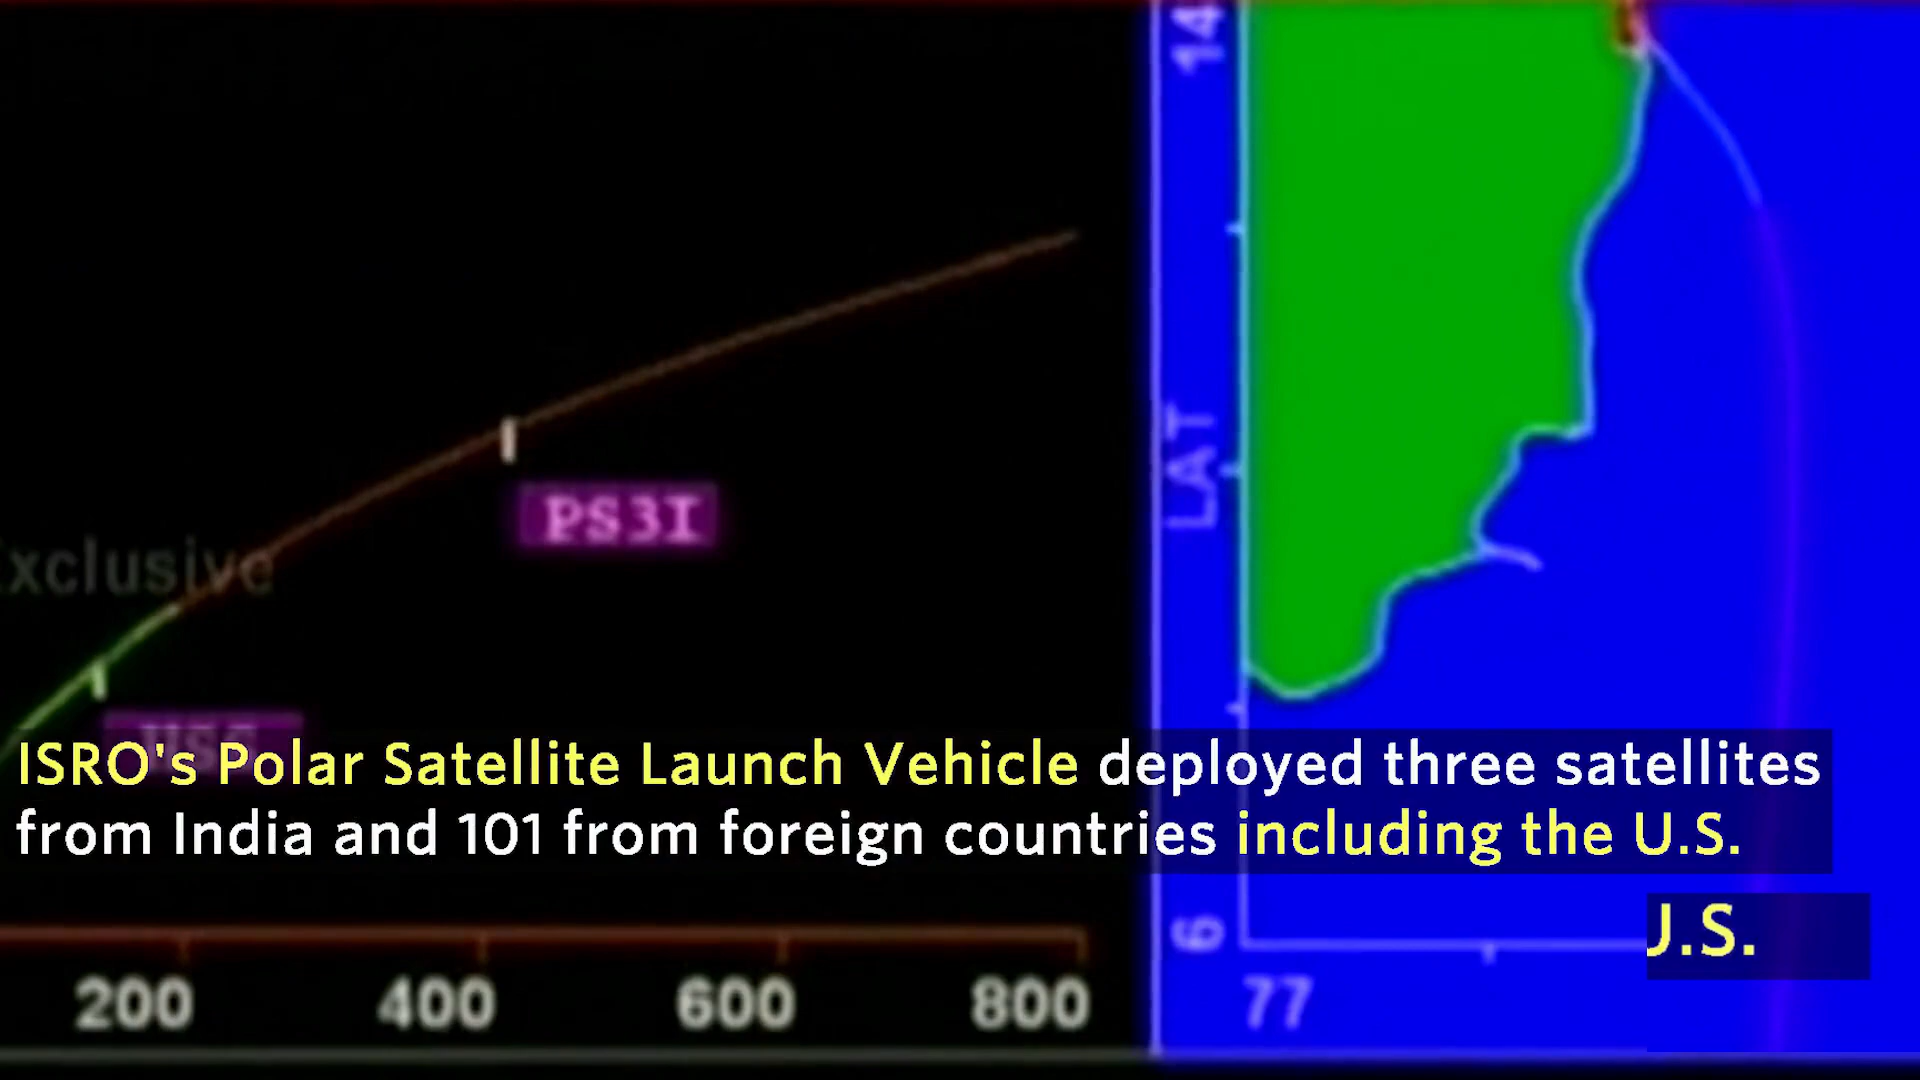 14
LAT
PS3I
Exclusive
ISRO's Polar Satellite Launch Vehicle deployed three satellites
from India and 101 from foreign countries including the U.S.
J.S.
6
200 400 600 800 77